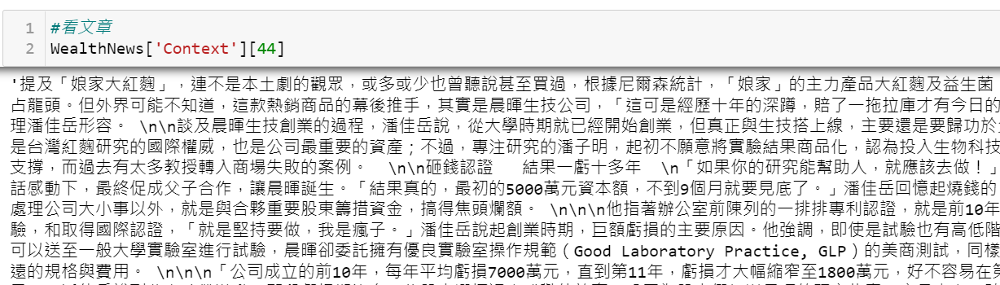 1 #看文章
2 WealthNews['Context'][44]
'提及「娘家大紅麴」，連不是本土劇的觀眾，或多或少也曾聽說甚至買過，根據尼爾森統計，「娘家」的主力產品大紅麴及益生菌
占龍頭。但外界可能不知道，這款熱銷商品的幕後推手，其實是晨暉生技公司，「這可是經歷十年的深蹲，賠了一拖拉庫才有今日的
理潘佳岳形容。 \n\n談及晨暉生技創業的過程，潘佳岳說，從大學時期就已經開始創業，但真正與生技搭上線，主要還是要歸功於
是台灣紅麴研究的國際權威，也是公司最重要的資產；不過，專注研究的潘子明，起初不願意將實驗結果商品化，認為投入生物科技
支撐，而過去有太多教授轉入商場失敗的案例。 \n\n砸錢認證 結果一虧十多年 \n「如果你的研究能幫助人，就應該去做！」
話感動下，最終促成父子合作，讓晨暉誕生。「結果真的，最初的5000萬元資本額，不到9個月就要見底了。」潘佳岳回憶起燒錢的
處理公司大小事以外，就是與合夥重要股東籌措資金，搞得焦頭爛額。 \n\n\n他指著辦公室前陳列的一排排專利認證，就是前10年
驗，和取得國際認證，「就是堅持要做，我是瘋子。」潘佳岳說起創業時期，巨額虧損的主要原因。他強調，即使是試驗也有高低階
可以送至一般大學實驗室進行試驗，晨暉卻委託擁有優良實驗室操作規範（Good Laboratory Practice, GLP）的美商測試，同樣
遠的規格與費用。 \n\n\n「公司成立的前10年，每年平均虧損7000萬元，直到第11年，虧損才大幅縮窄至1800萬元，好不容易在